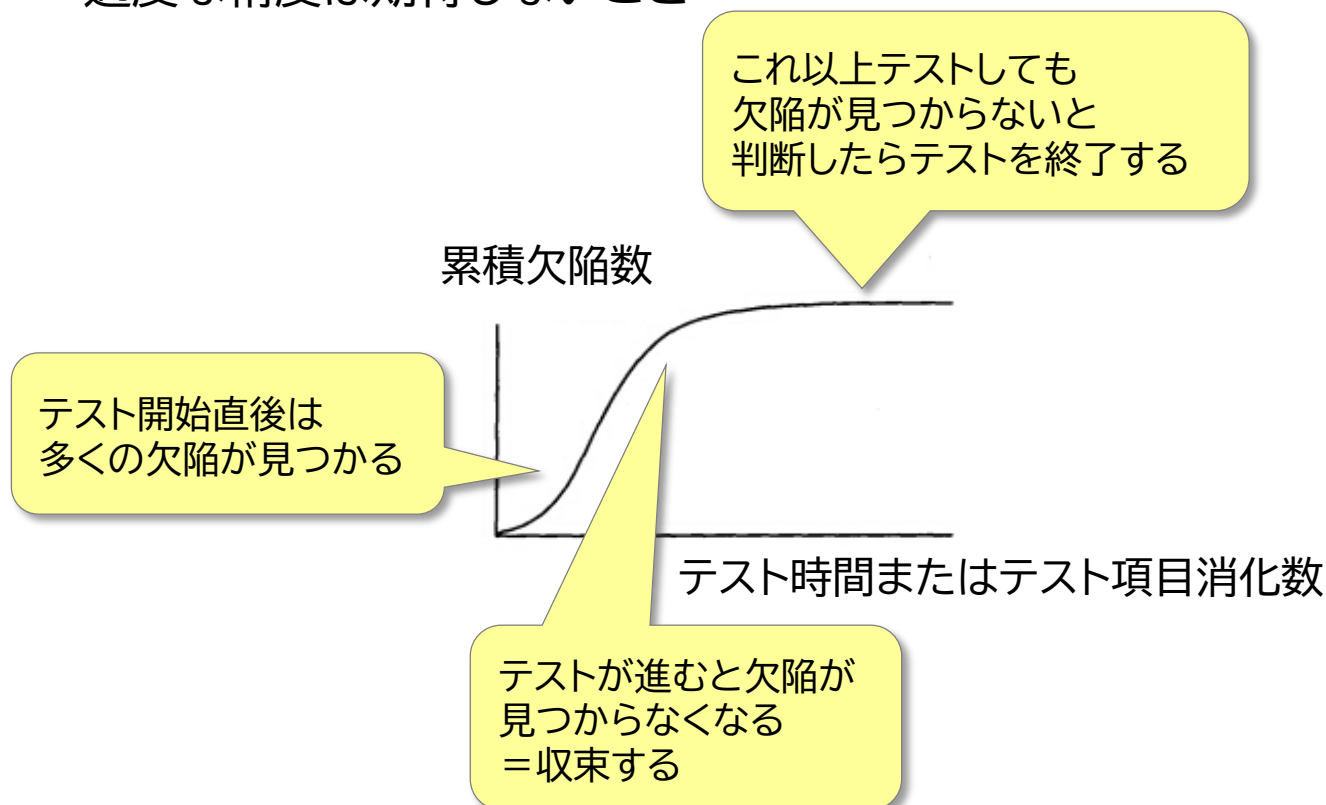 これ以上テストしても
欠陥が見つからないと
判断したらテストを終了する
累積欠陥数
テスト開始直後は
多くの欠陥が見つかる
テスト時間またはテスト項目消化数
テストが進むと欠陥が
見つからなくなる
＝収束する